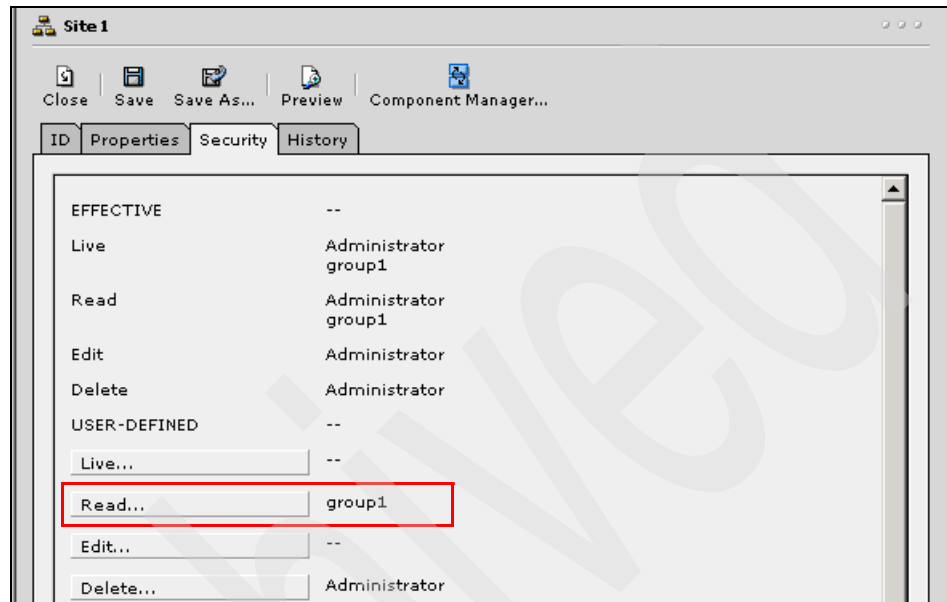 Site 1
Close Save Save As... Preview Component Manager...
ID Properties Security History
EFFECTIVE --
Live Administrator
group1
Read Administrator
group1
Edit Administrator
Delete Administrator
USER-DEFINED --
Live... --
Read... group1
Edit... --
Delete... Administrator
hived